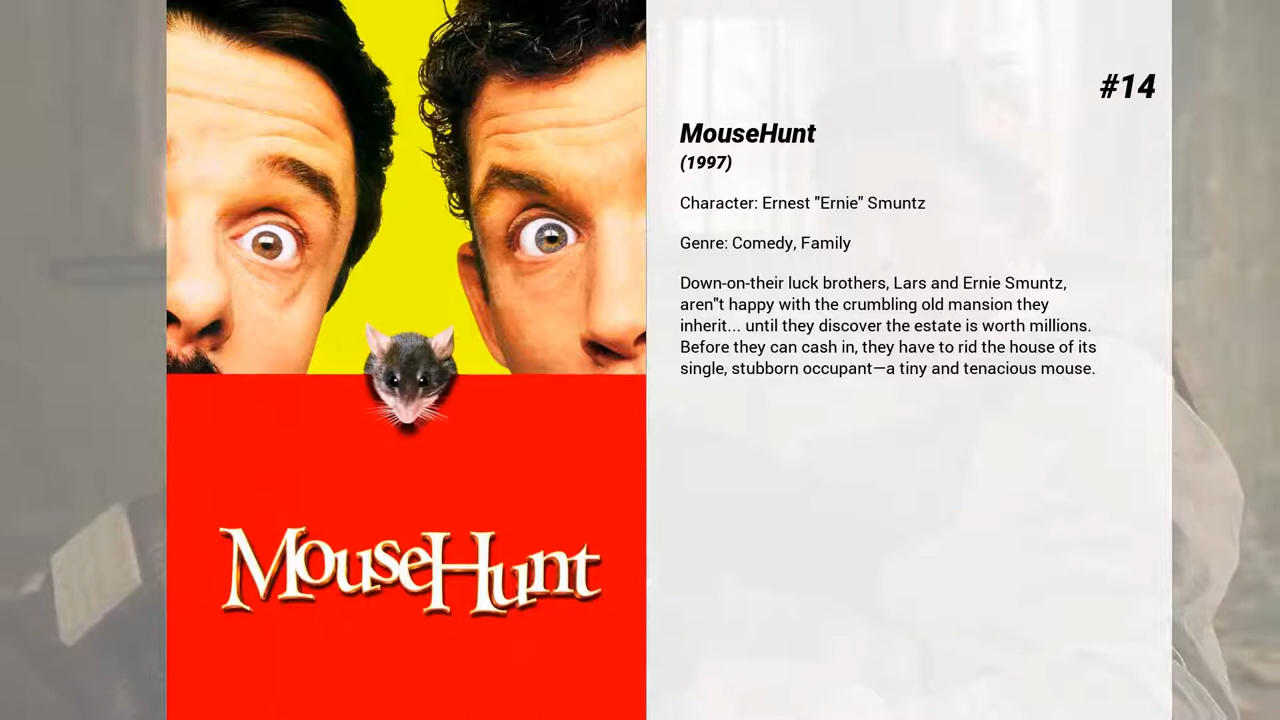 MouseHunt
#14
MouseHunt
(1997)
Character: Ernest "Ernie" Smuntz
Genre: Comedy, Family
Down-on-their luck brothers, Lars and Ernie Smuntz,
aren"t happy with the crumbling old mansion they
inherit... until they discover the estate is worth millions.
Before they can cash in, they have to rid the house of its
single, stubborn occupant—a tiny and tenacious mouse.